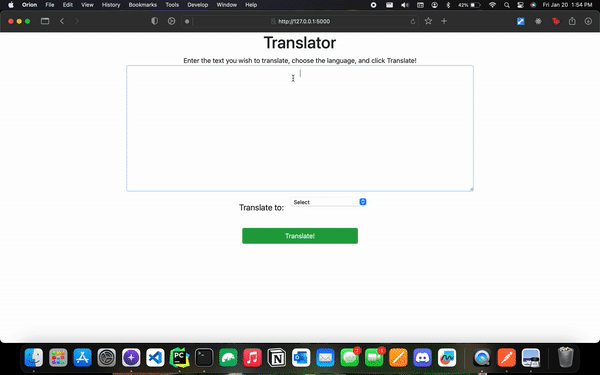 Orion File Edit View History Bookmarks Tools Develop Window Help 42% Fri Jan 20 1:54 PM
http://127.0.0.1:5000
Translator
Enter the text you wish to translate, choose the language, and click Translate!
Translate to: Select
Translate!